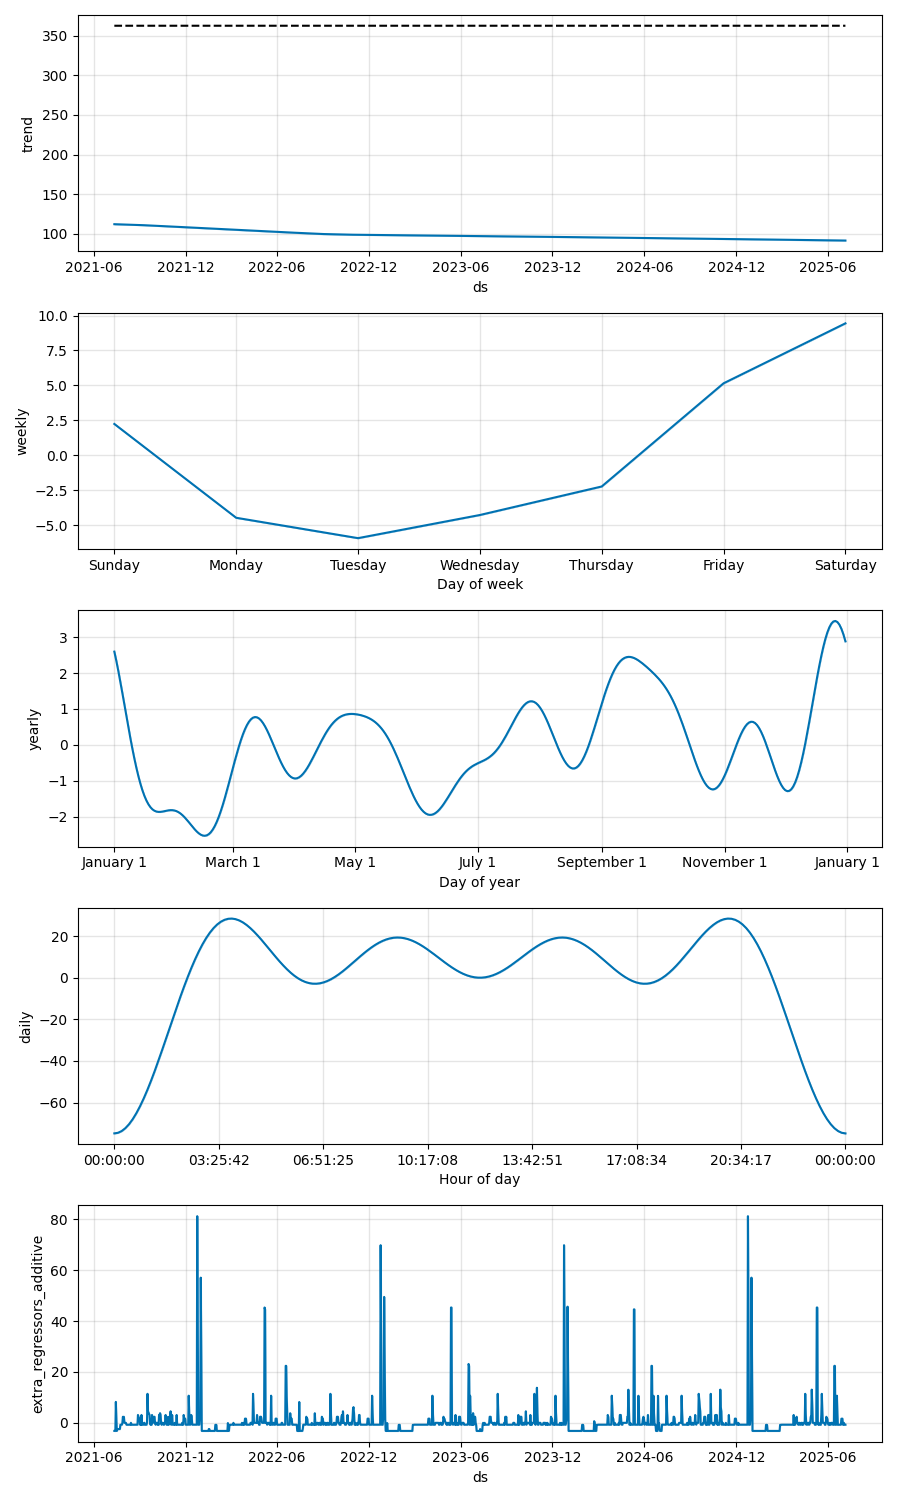 350
300
250
200
150
100
trend
2021-06 2021-12 2022-06 2022-12 2023-06 2023-12 2024-06 2024-12 2025-06
ds
10.0
7.5
5.0
2.5
0.0
−2.5
−5.0
weekly
Sunday Monday Tuesday Wednesday Thursday Friday Saturday
Day of week
3
2
1
0
−1
−2
yearly
January 1 March 1 May 1 July 1 September 1 November 1 January 1
Day of year
20
0
−20
−40
−60
daily
00:00:00 03:25:42 06:51:25 10:17:08 13:42:51 17:08:34 20:34:17 00:00:00
Hour of day
80
60
40
20
0
extra_regressors_additive
2021-06 2021-12 2022-06 2022-12 2023-06 2023-12 2024-06 2024-12 2025-06
ds